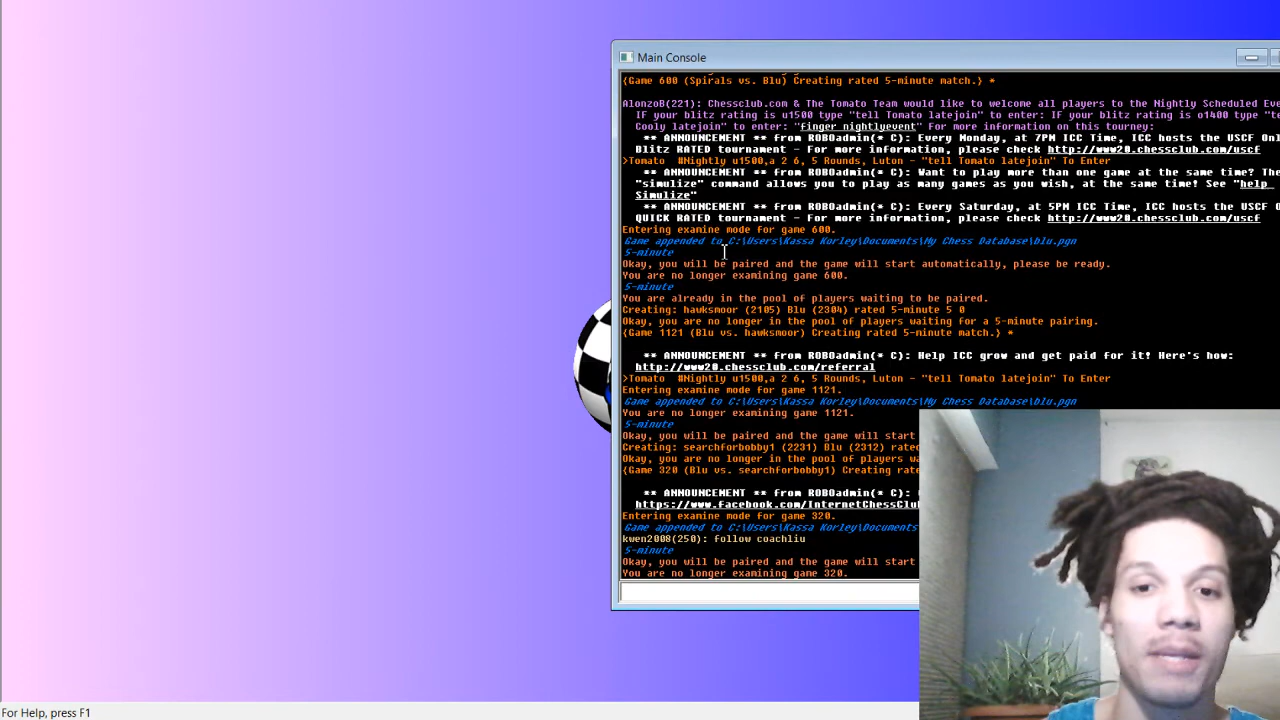 Main Console
{Game 600 (Spirals vs. Blu) Creating rated 5-minute match.} *
AlonzoB(221): Chessclub.com & The Tomato Team would like to welcome all players to the Nightly Scheduled Eve
If your blitz rating is u1500 type "tell Tomato latejoin" to enter: If your blitz rating is o1400 type "te
Cooly latejoin" to enter: "finger nightlyevent" For more information on this tourney:
** ANNOUNCEMENT ** from ROBOadmin(* C): Every Monday, at 7PM ICC Time, ICC hosts the USCF Onl
Blitz RATED tournament - For more information, please check http://www20.chessclub.com/uscf
>Tomato #Nightly u1500,a 2 6, 5 Rounds, Luton - "tell Tomato latejoin" To Enter
** ANNOUNCEMENT ** from ROBOadmin(* C): Want to play more than one game at the same time? The
"simulize" command allows you to play as many games as you wish, at the same time! See "help
Simulize"
** ANNOUNCEMENT ** from ROBOadmin(* C): Every Saturday, at 5PM ICC Time, ICC hosts the USCF O
QUICK RATED tournament - For more information, please check http://www20.chessclub.com/uscf
Entering examine mode for game 600.
Game appended to C:\Users\Kassa Korley\Documents\My Chess Database\blu.pgn
5-minute
Okay, you will be paired and the game will start automatically, please be ready.
You are no longer examining game 600.
5-minute
You are already in the pool of players waiting to be paired.
Creating: hawksmoor (2105) Blu (2304) rated 5-minute 5 0
Okay, you are no longer in the pool of players waiting for a 5-minute pairing.
{Game 1121 (Blu vs. hawksmoor) Creating rated 5-minute match.} *
** ANNOUNCEMENT ** from ROBOadmin(* C): Help ICC grow and get paid for it! Here's how:
http://www20.chessclub.com/referral
>Tomato #Nightly u1500,a 2 6, 5 Rounds, Luton - "tell Tomato latejoin" To Enter
Entering examine mode for game 1121.
Game appended to C:\Users\Kassa Korley\Documents\My Chess Database\blu.pgn
You are no longer examining game 1121.
5-minute
Okay, you will be paired and the game will start
Creating: searchforbobby1 (2231) Blu (2312) rate
Okay, you are no longer in the pool of players wa
{Game 320 (Blu vs. searchforbobby1) Creating rate
** ANNOUNCEMENT ** from ROBOadmin(* C):
https://www.facebook.com/InternetChessClu
Entering examine mode for game 320.
Game appended to C:\Users\Kassa Korley\Documents
kwen2008(250): follow coachliu
5-minute
Okay, you will be paired and the game will start
You are no longer examining game 320.
For Help, press F1